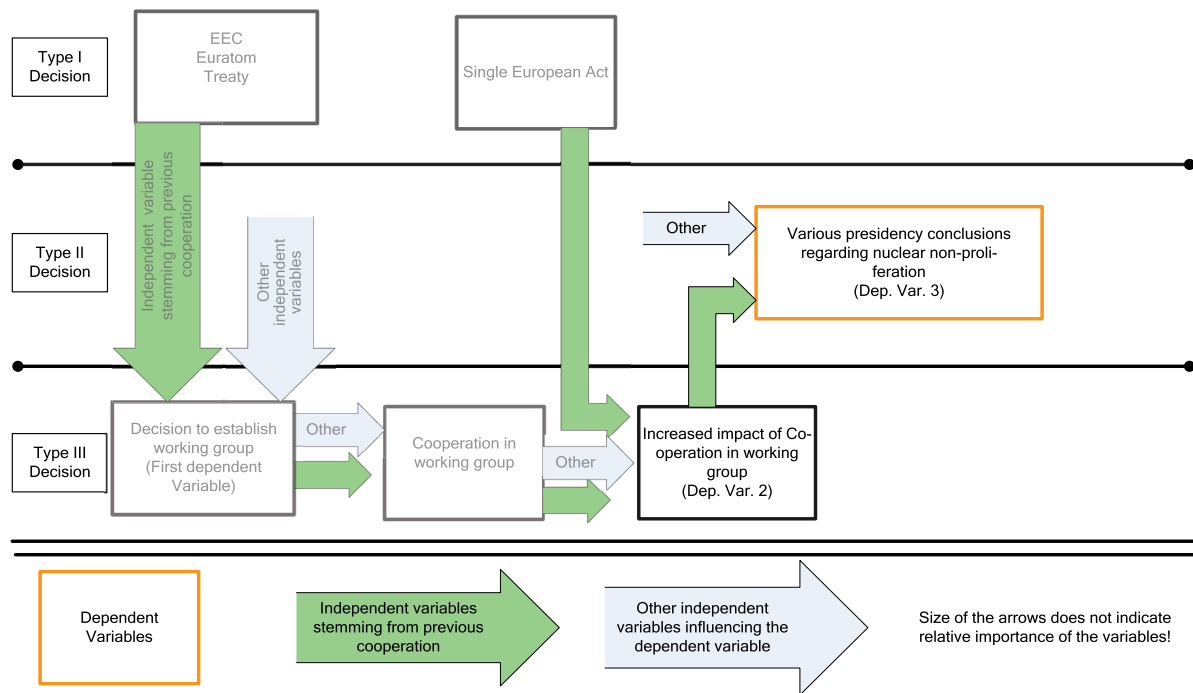 Type I
Decision
EEC
Euratom
Treaty
Single European Act
Independent variable
stemming from previous
cooperation
Other
independent
variables
Type II
Decision
Other
Various presidency conclusions
regarding nuclear non-proli-
feration
(Dep. Var. 3)
Type III
Decision
Decision to establish
working group
(First dependent
Variable)
Other
Cooperation in
working group
Other
Increased impact of Co-
operation in working
group
(Dep. Var. 2)
Dependent
Variables
Independent variables
stemming from previous
cooperation
Other independent
variables influencing the
dependent variable
Size of the arrows does not indicate
relative importance of the variables!